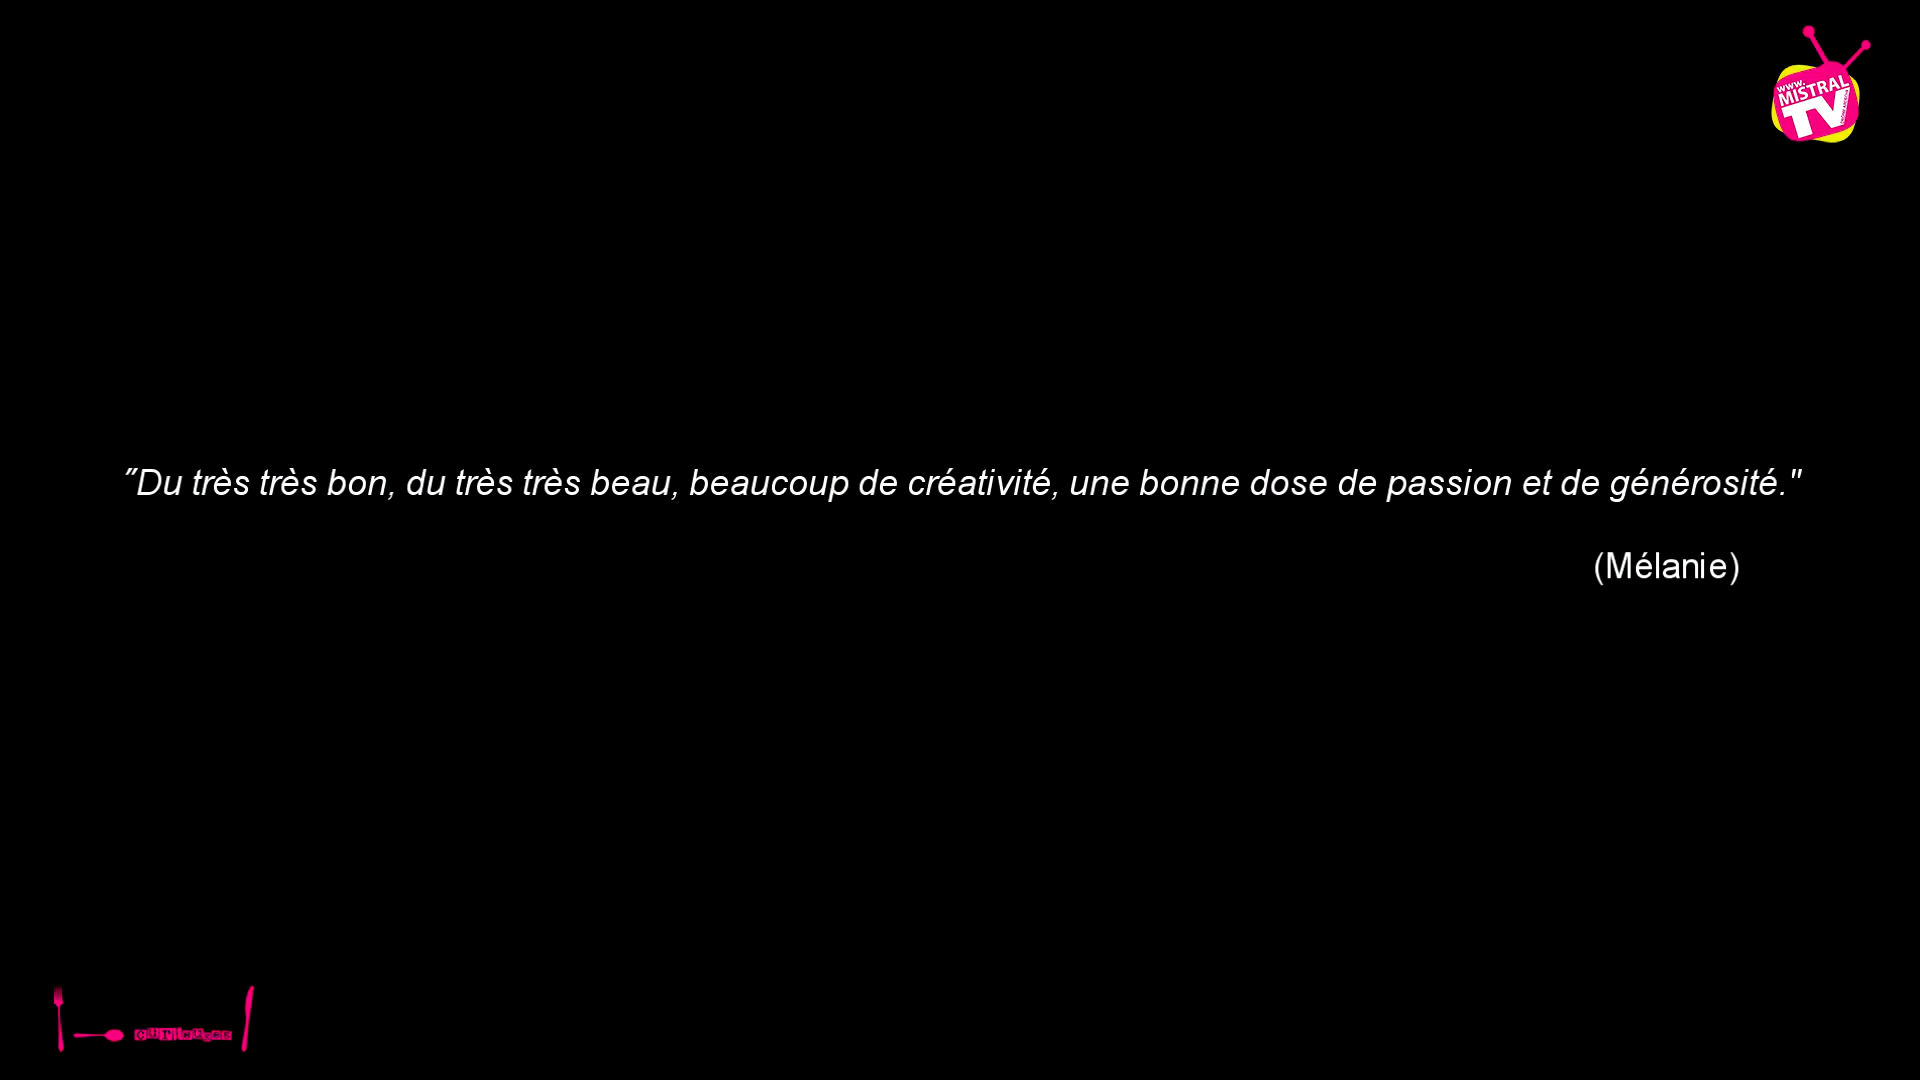 www.
MISTRAL
TV
"Du très très bon, du très très beau, beaucoup de créativité, une bonne dose de passion et de générosité."
(Mélanie)
curieuses